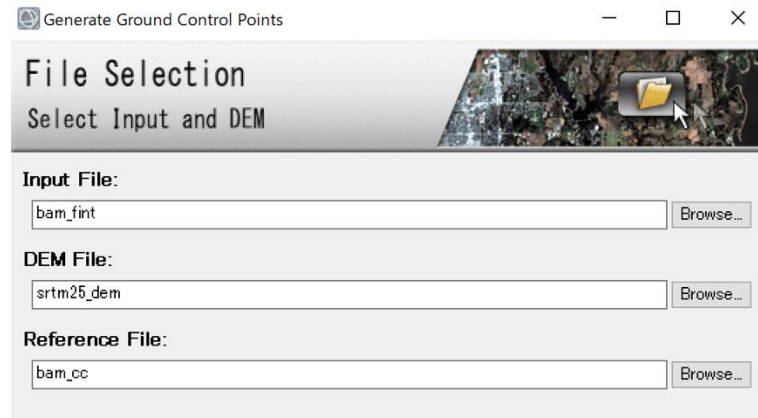 Generate Ground Control Points
File Selection
Select Input and DEM
Input File:
bam_fint
Browse...
DEM File:
srtm25_dem
Browse...
Reference File:
bam_cc
Browse...